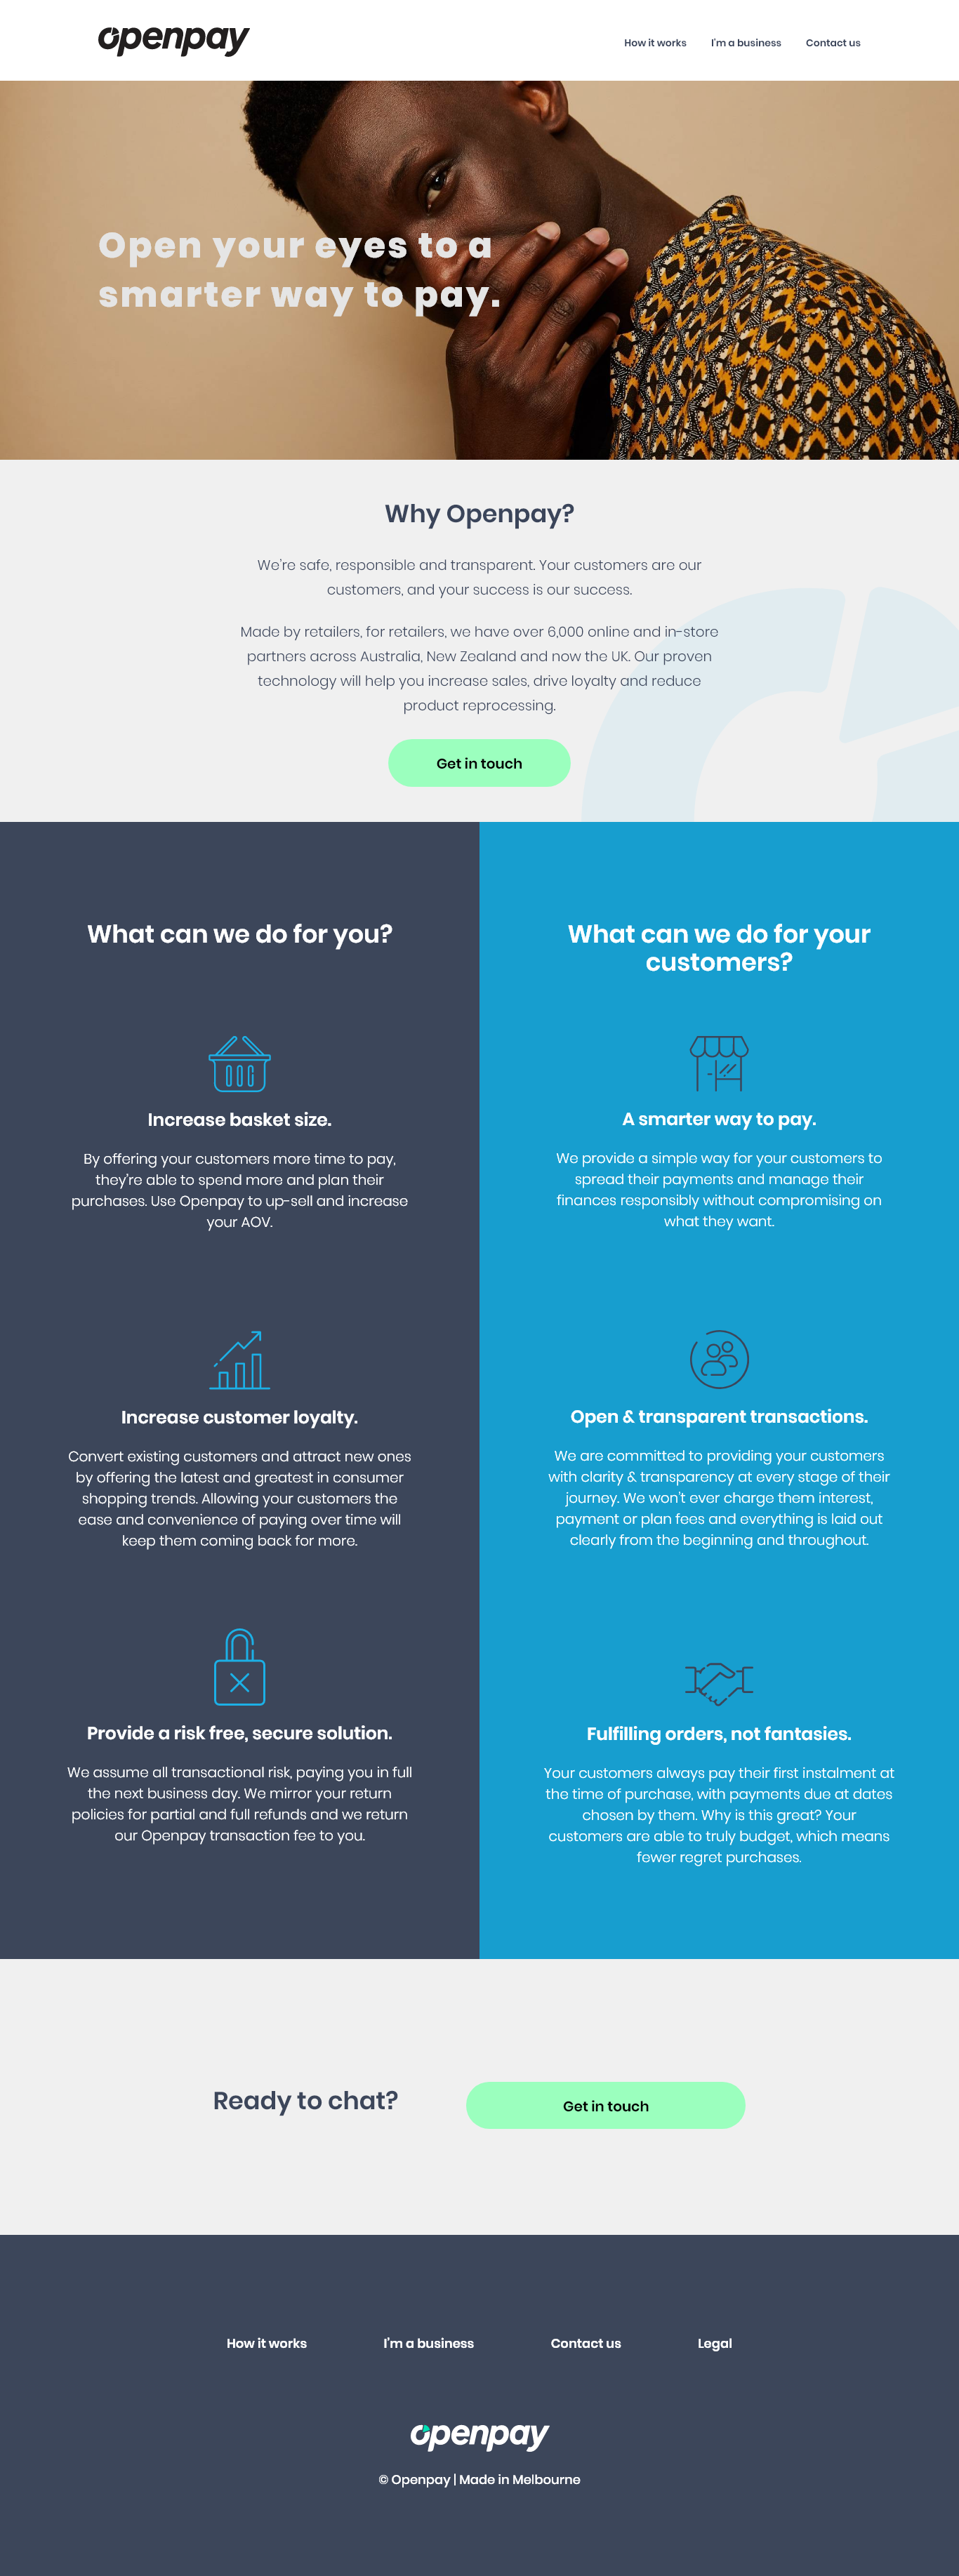 openpay
How it works
I'm a business
Contact us
Open your eyes to a
smarter way to pay.
Why Openpay?
We're safe, responsible and transparent. Your customers are our
customers, and your success is our success.
Made by retailers, for retailers, we have over 6,000 online and in-store
partners across Australia, New Zealand and now the UK. Our proven
technology will help you increase sales, drive loyalty and reduce
product reprocessing.
Get in touch
What can we do for you?
Increase basket size.
By offering your customers more time to pay,
they're able to spend more and plan their
purchases. Use Openpay to up-sell and increase
your AOV.
Increase customer loyalty.
Convert existing customers and attract new ones
by offering the latest and greatest in consumer
shopping trends. Allowing your customers the
ease and convenience of paying over time will
keep them coming back for more.
Provide a risk free, secure solution.
We assume all transactional risk, paying you in full
the next business day. We mirror your return
policies for partial and full refunds and we return
our Openpay transaction fee to you.
What can we do for your
customers?
A smarter way to pay.
We provide a simple way for your customers to
spread their payments and manage their
finances responsibly without compromising on
what they want.
Open & transparent transactions.
We are committed to providing your customers
with clarity & transparency at every stage of their
journey. We won't ever charge them interest,
payment or plan fees and everything is laid out
clearly from the beginning and throughout.
Fulfilling orders, not fantasies.
Your customers always pay their first instalment at
the time of purchase, with payments due at dates
chosen by them. Why is this great? Your
customers are able to truly budget, which means
fewer regret purchases.
Ready to chat?
Get in touch
How it works
I'm a business
Contact us
Legal
openpay
© Openpay | Made in Melbourne